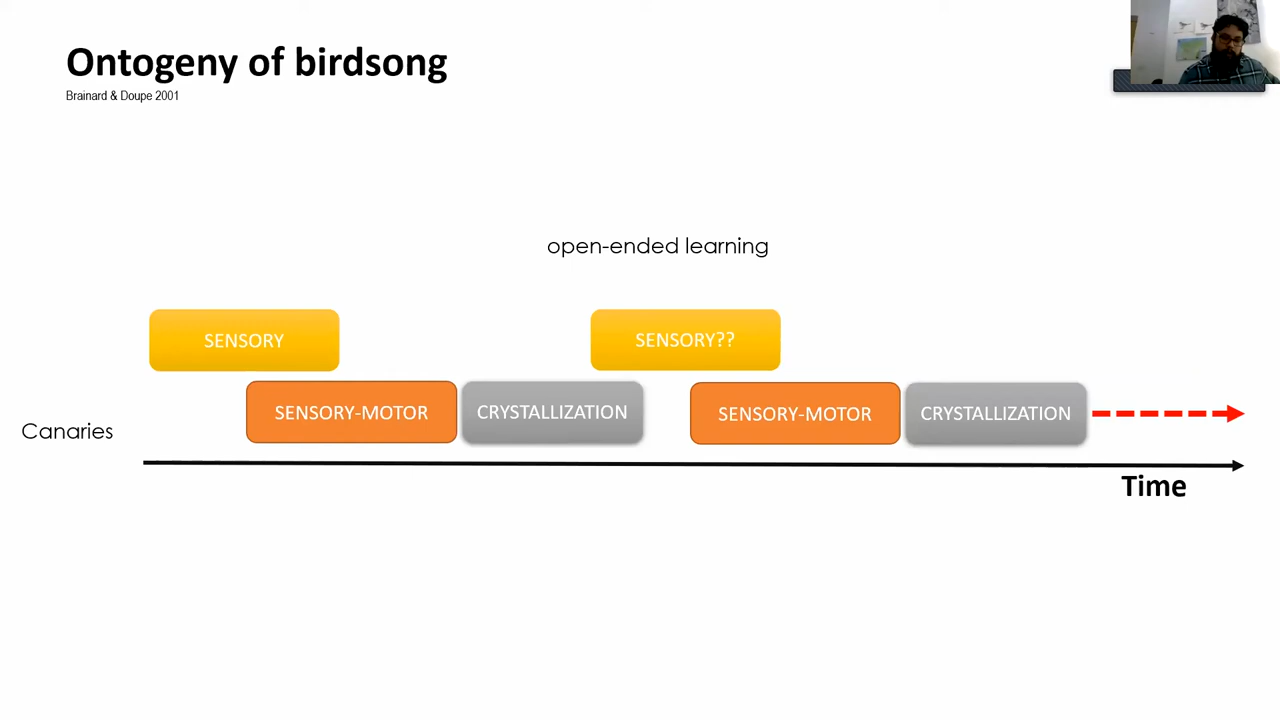 Ontogeny of birdsong
Brainard & Doupe 2001
open-ended learning
SENSORY
SENSORY??
SENSORY-MOTOR
CRYSTALLIZATION
SENSORY-MOTOR
CRYSTALLIZATION
Canaries
Time